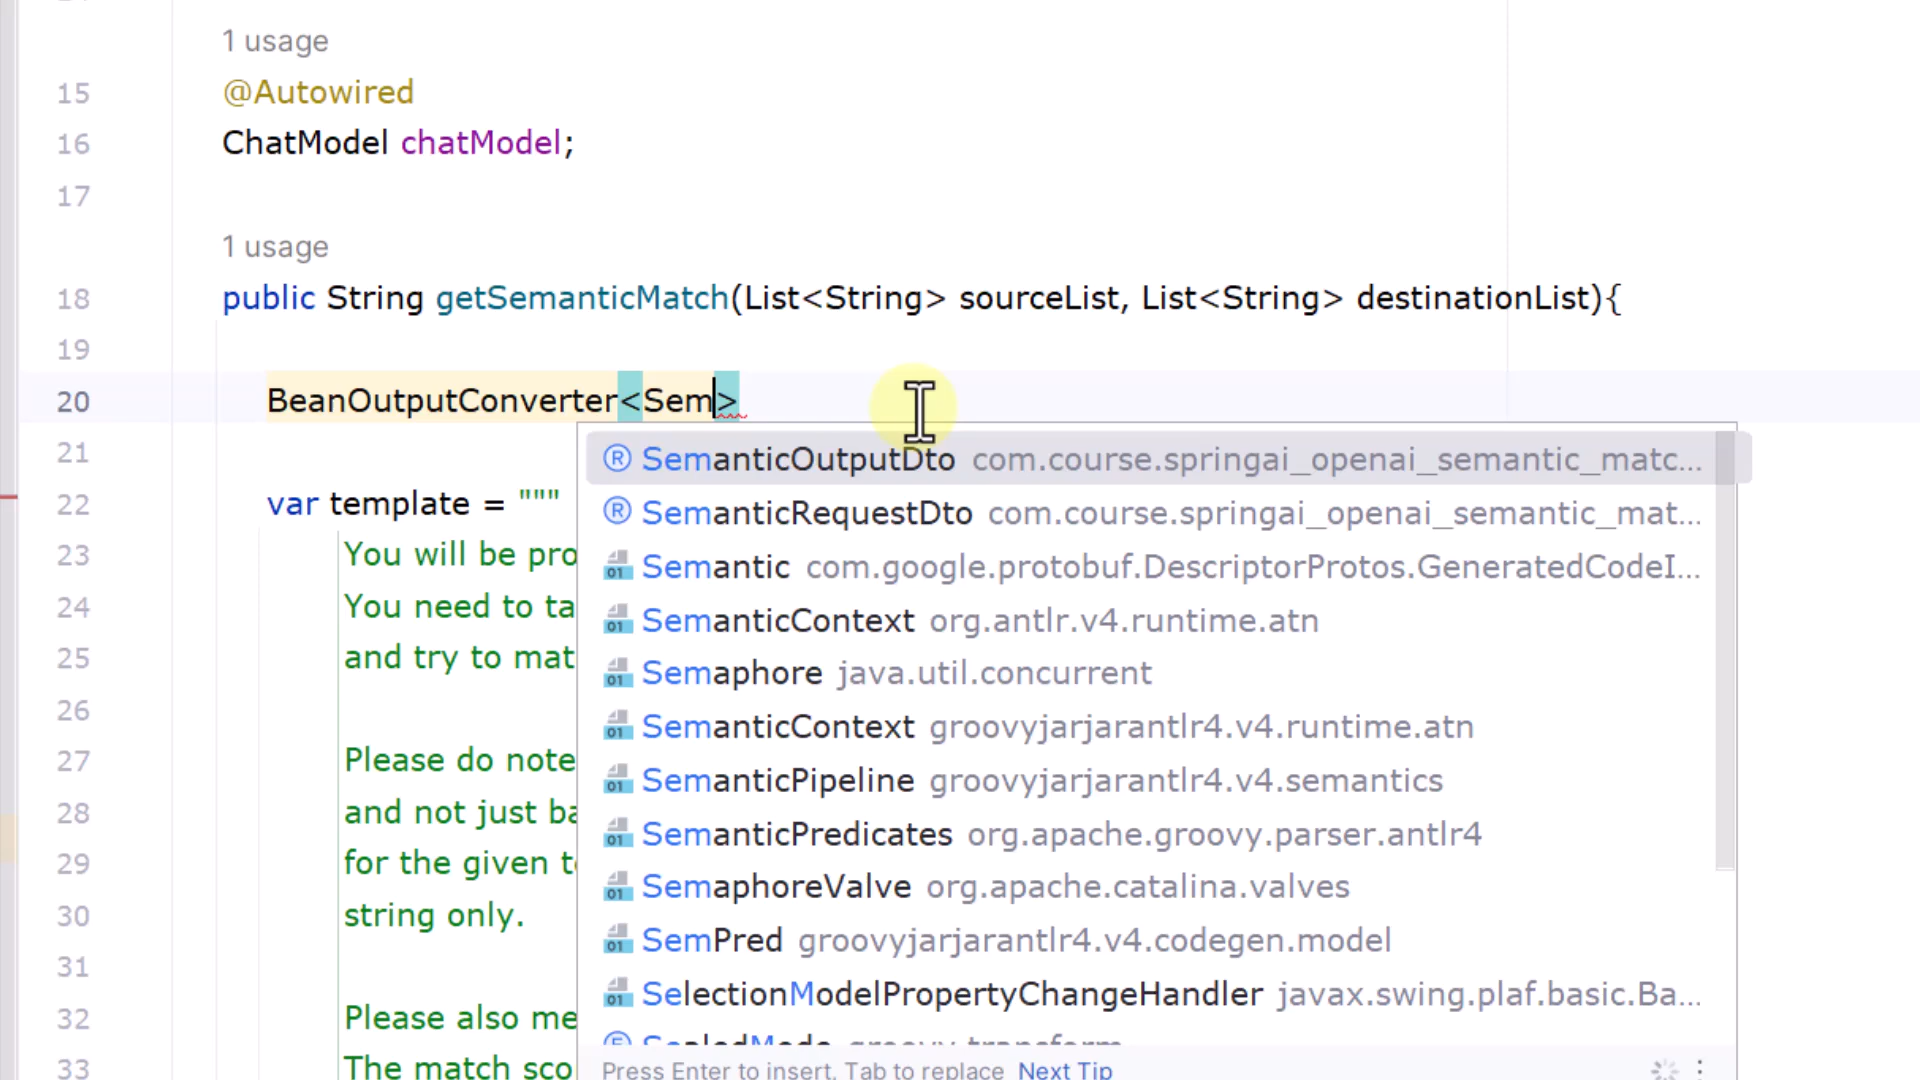 1 usage
15 @Autowired
16 ChatModel chatModel;
17
1 usage
18 public String getSemanticMatch(List<String> sourceList, List<String> destinationList){
19
20 BeanOutputConverter<Sem>
21
22 var template = """
23 You will be pro
24 You need to ta
25 and try to mat
26
27 Please do note
28 and not just ba
29 for the given t
30 string only.
31
32 Please also me
33 The match sco
SemanticOutputDto com.course.springai_openai_semantic_matc...
SemanticRequestDto com.course.springai_openai_semantic_mat...
Semantic com.google.protobuf.DescriptorProtos.GeneratedCodeI...
SemanticContext org.antlr.v4.runtime.atn
Semaphore java.util.concurrent
SemanticContext groovyjarjarantlr4.v4.runtime.atn
SemanticPipeline groovyjarjarantlr4.v4.semantics
SemanticPredicates org.apache.groovy.parser.antlr4
SemaphoreValve org.apache.catalina.valves
SemPred groovyjarjarantlr4.v4.codegen.model
SelectionModelPropertyChangeHandler javax.swing.plaf.basic.Ba...
SealedMode groovy.transform
Press Enter to insert, Tab to replace Next Tip